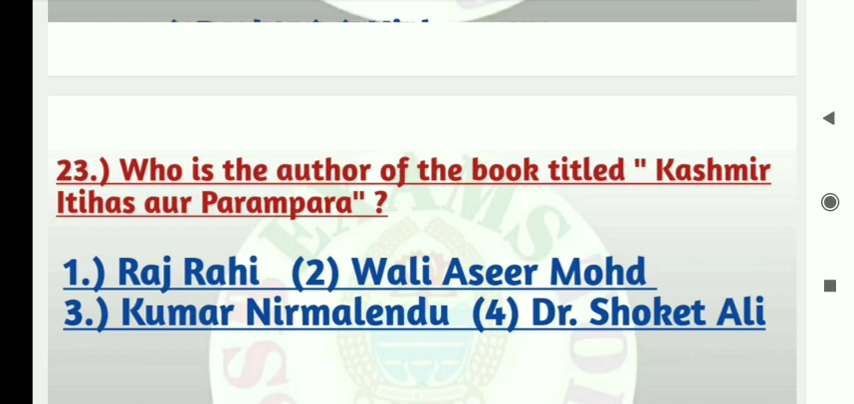 23.) Who is the author of the book titled " Kashmir
Itihas aur Parampara" ?
1.) Raj Rahi (2) Wali Aseer Mohd
3.) Kumar Nirmalendu (4) Dr. Shoket Ali
EXAMS